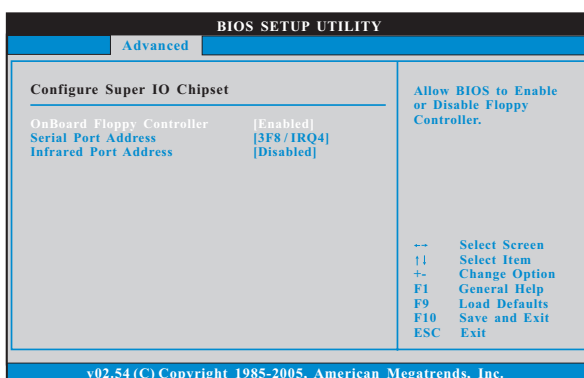 BIOS SETUP UTILITY
Advanced
Configure Super IO Chipset
OnBoard Floppy Controller [Enabled]
Serial Port Address [3F8 / IRQ4]
Infrared Port Address [Disabled]
Allow BIOS to Enable
or Disable Floppy
Controller.
←→ Select Screen
↑↓ Select Item
+- Change Option
F1 General Help
F9 Load Defaults
F10 Save and Exit
ESC Exit
v02.54 (C) Copyright 1985-2005, American Megatrends, Inc.